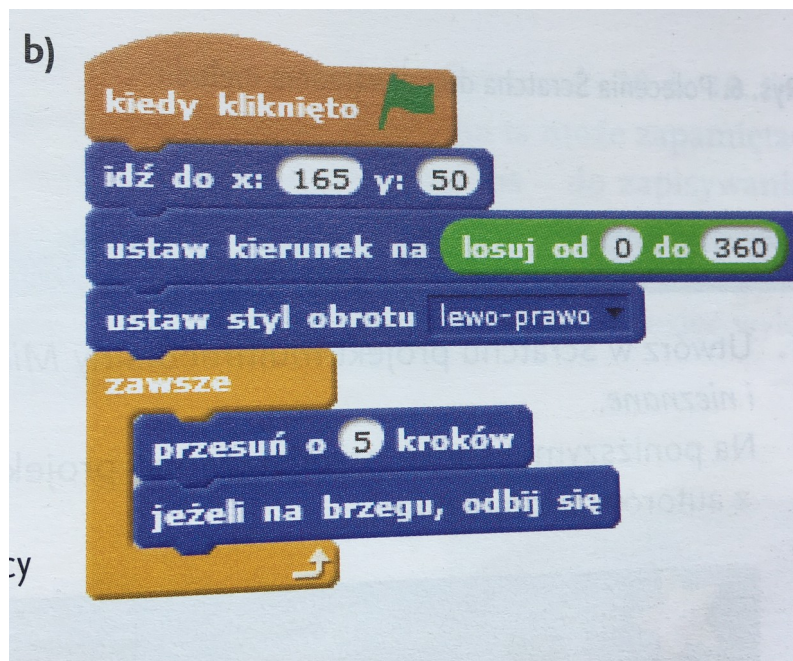 b)
kiedy kliknięto
idź do x: 165 y: 50
ustaw kierunek na losuj od 0 do 360
ustaw styl obrotu lewo-prawo
zawsze
przesuń o 5 kroków
jeżeli na brzegu, odbij się
cy